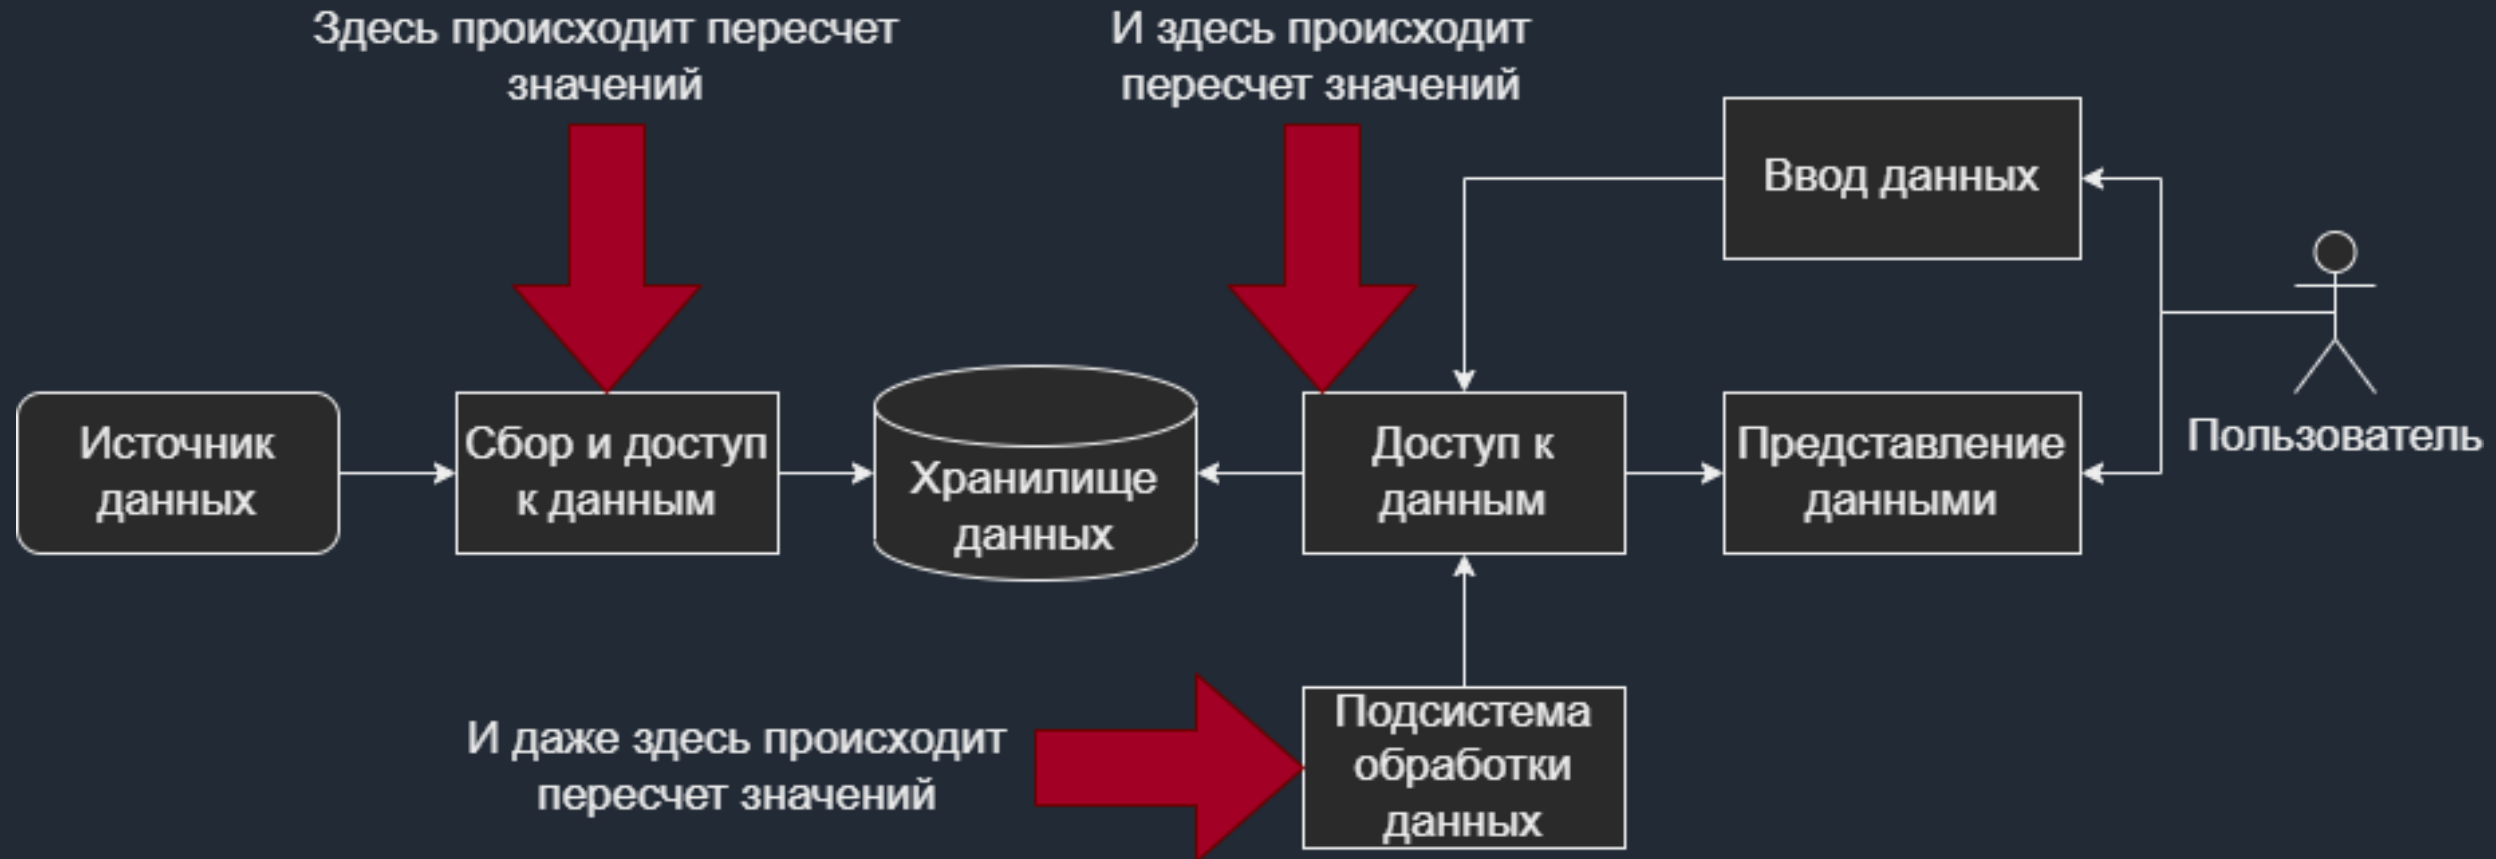 Здесь происходит пересчет
значений
И здесь происходит
пересчет значений
Ввод данных
Пользователь
Источник
данных
Сбор и доступ
к данным
Хранилище
данных
Доступ к
данным
Представление
данными
И даже здесь происходит
пересчет значений
Подсистема
обработки
данных